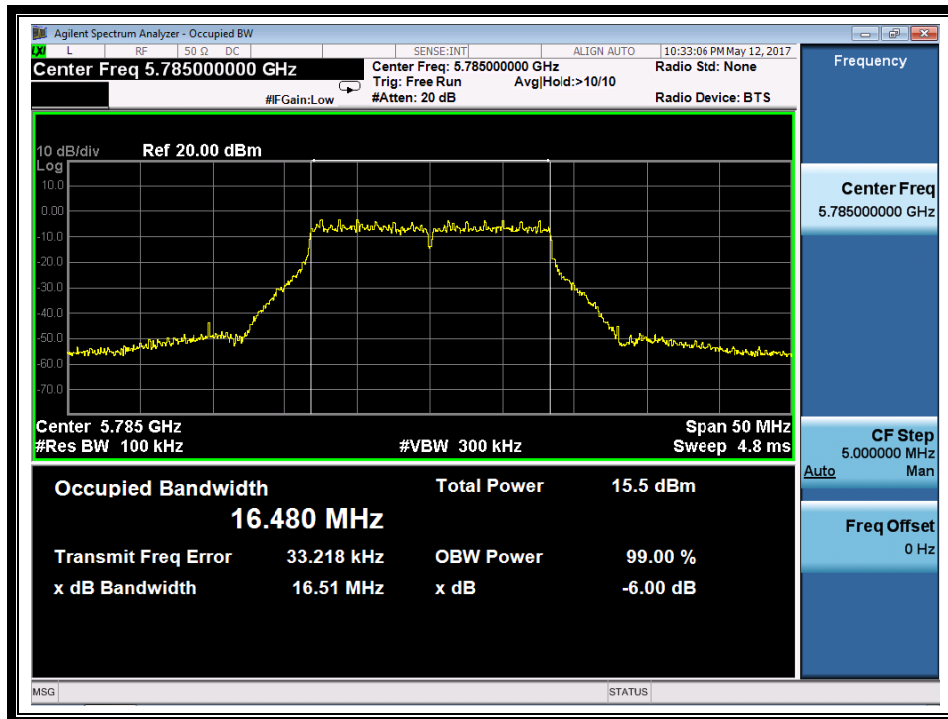 Agilent Spectrum Analyzer - Occupied BW
L RF 50 Ω DC SENSE:INT ALIGN AUTO 10:33:06 PM May 12, 2017
Center Freq 5.785000000 GHz
Center Freq: 5.785000000 GHz
Radio Std: None
Trig: Free Run Avg|Hold:>10/10
#IFGain:Low
#Atten: 20 dB
Radio Device: BTS
10 dB/div Ref 20.00 dBm
Log
10.0
0.00
-10.0
-20.0
-30.0
-40.0
-50.0
-60.0
-70.0
Center 5.785 GHz Span 50 MHz
#Res BW 100 kHz #VBW 300 kHz Sweep 4.8 ms
Occupied Bandwidth Total Power 15.5 dBm
16.480 MHz
Transmit Freq Error 33.218 kHz OBW Power 99.00 %
x dB Bandwidth 16.51 MHz x dB -6.00 dB
MSG STATUS
Frequency
Center Freq
5.785000000 GHz
CF Step
5.000000 MHz
Auto Man
Freq Offset
0 Hz